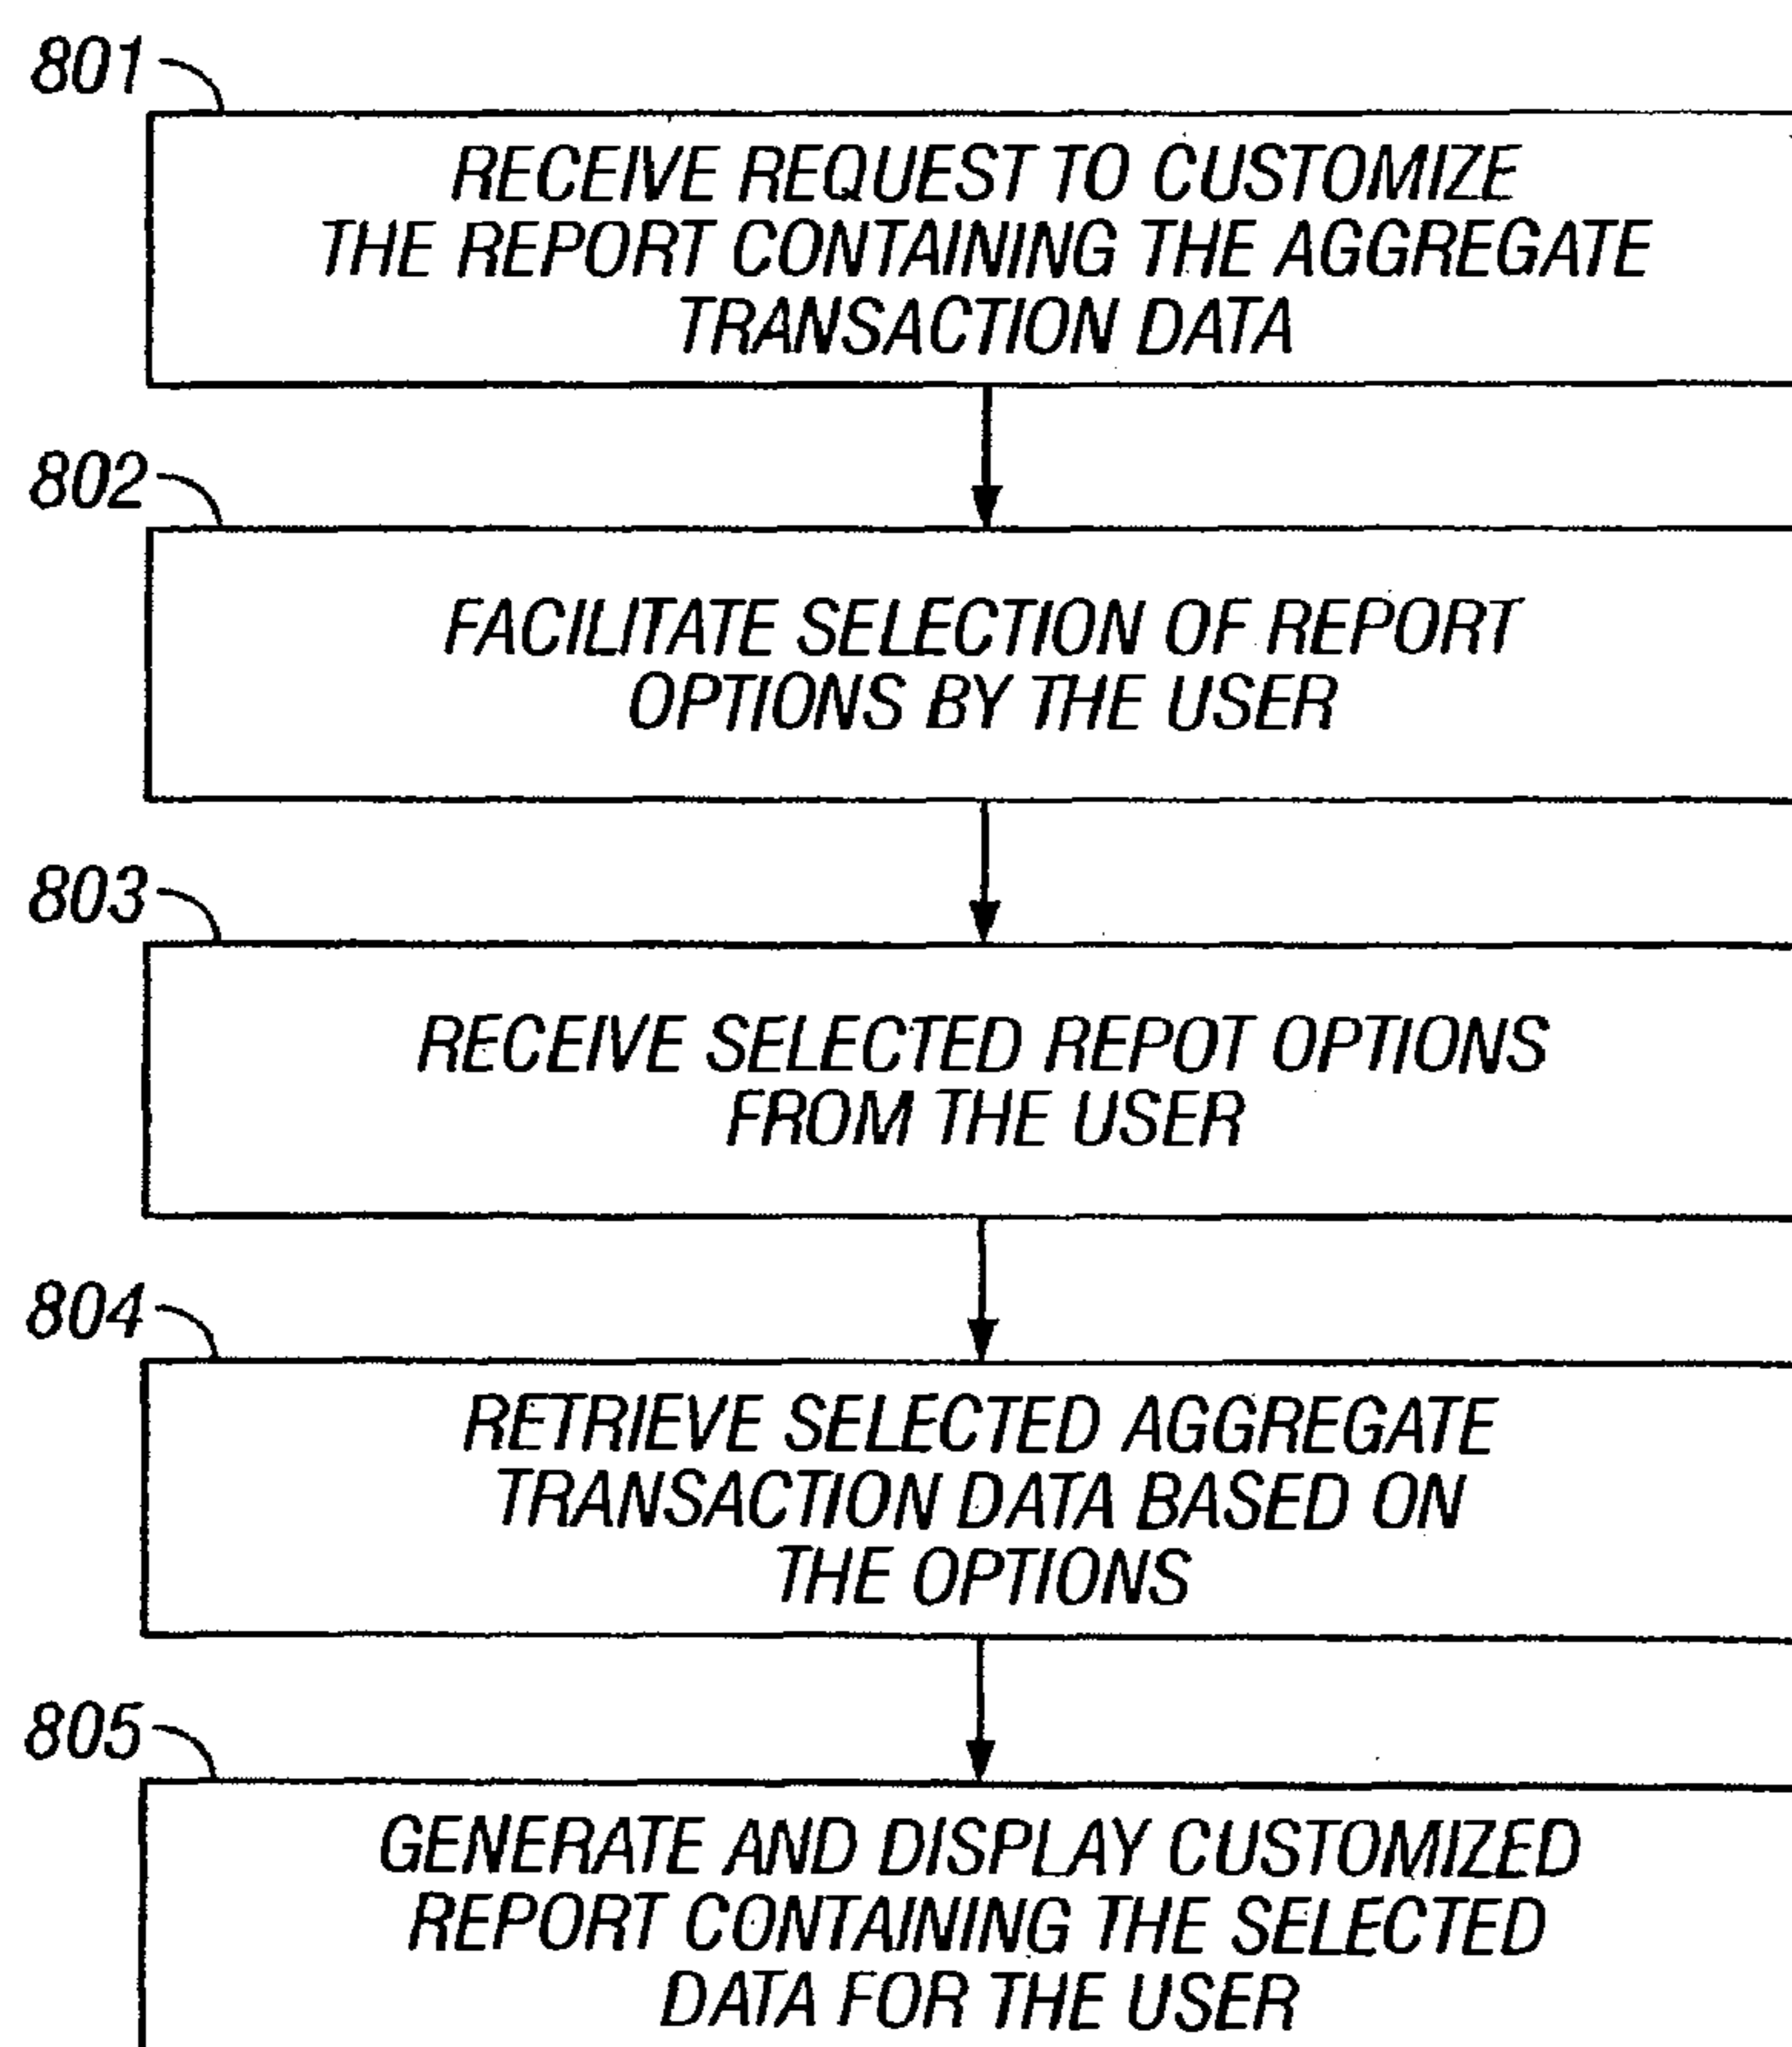 801
RECEIVE REQUEST TO CUSTOMIZE
THE REPORT CONTAINING THE AGGREGATE
TRANSACTION DATA
802
FACILITATE SELECTION OF REPORT
OPTIONS BY THE USER
803
RECEIVE SELECTED REPOT OPTIONS
FROM THE USER
804
RETRIEVE SELECTED AGGREGATE
TRANSACTION DATA BASED ON
THE OPTIONS
805
GENERATE AND DISPLAY CUSTOMIZED
REPORT CONTAINING THE SELECTED
DATA FOR THE USER